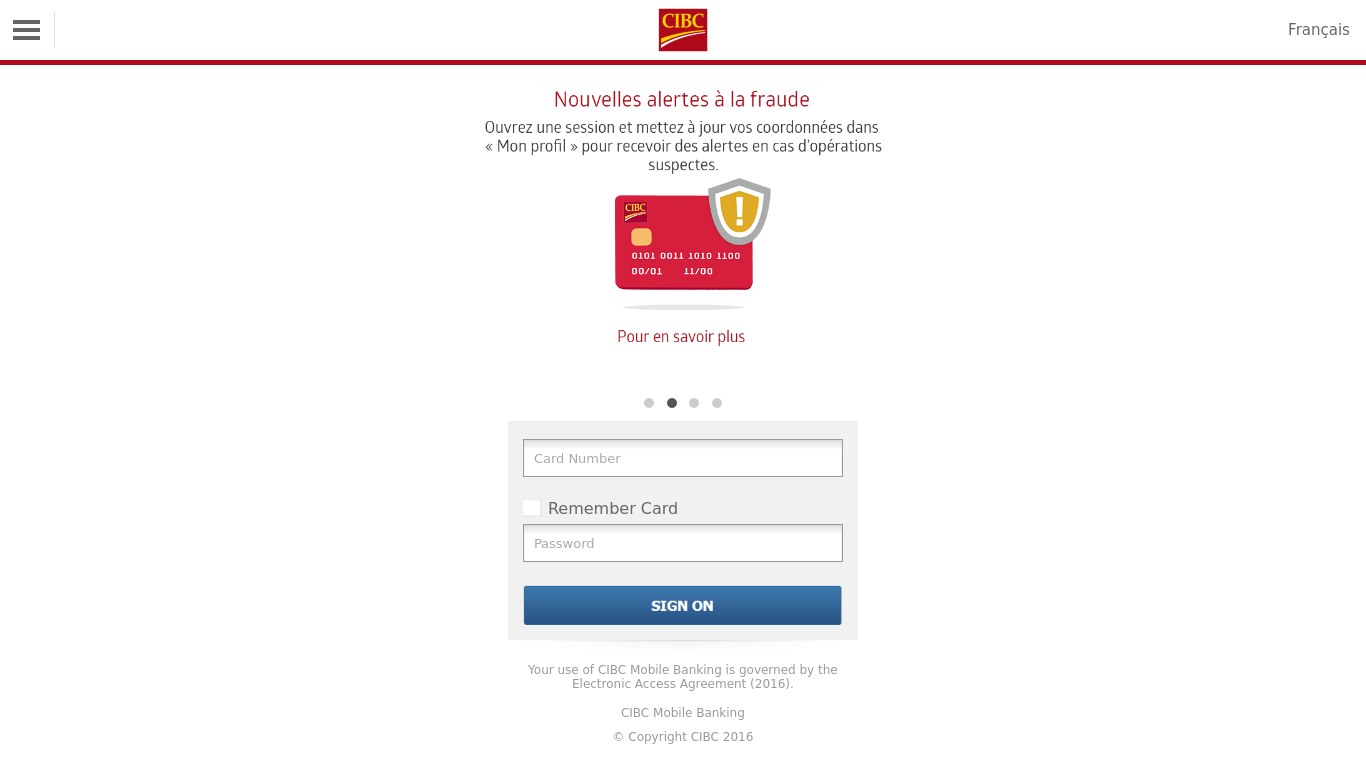 CIBC
Français
Nouvelles alertes à la fraude
Ouvrez une session et mettez à jour vos coordonnées dans
« Mon profil » pour recevoir des alertes en cas d'opérations
suspectes.
CIBC
0101 0011 1010 1100
00/01 11/00
Pour en savoir plus
Card Number
Remember Card
Password
SIGN ON
Your use of CIBC Mobile Banking is governed by the
Electronic Access Agreement (2016).
CIBC Mobile Banking
© Copyright CIBC 2016